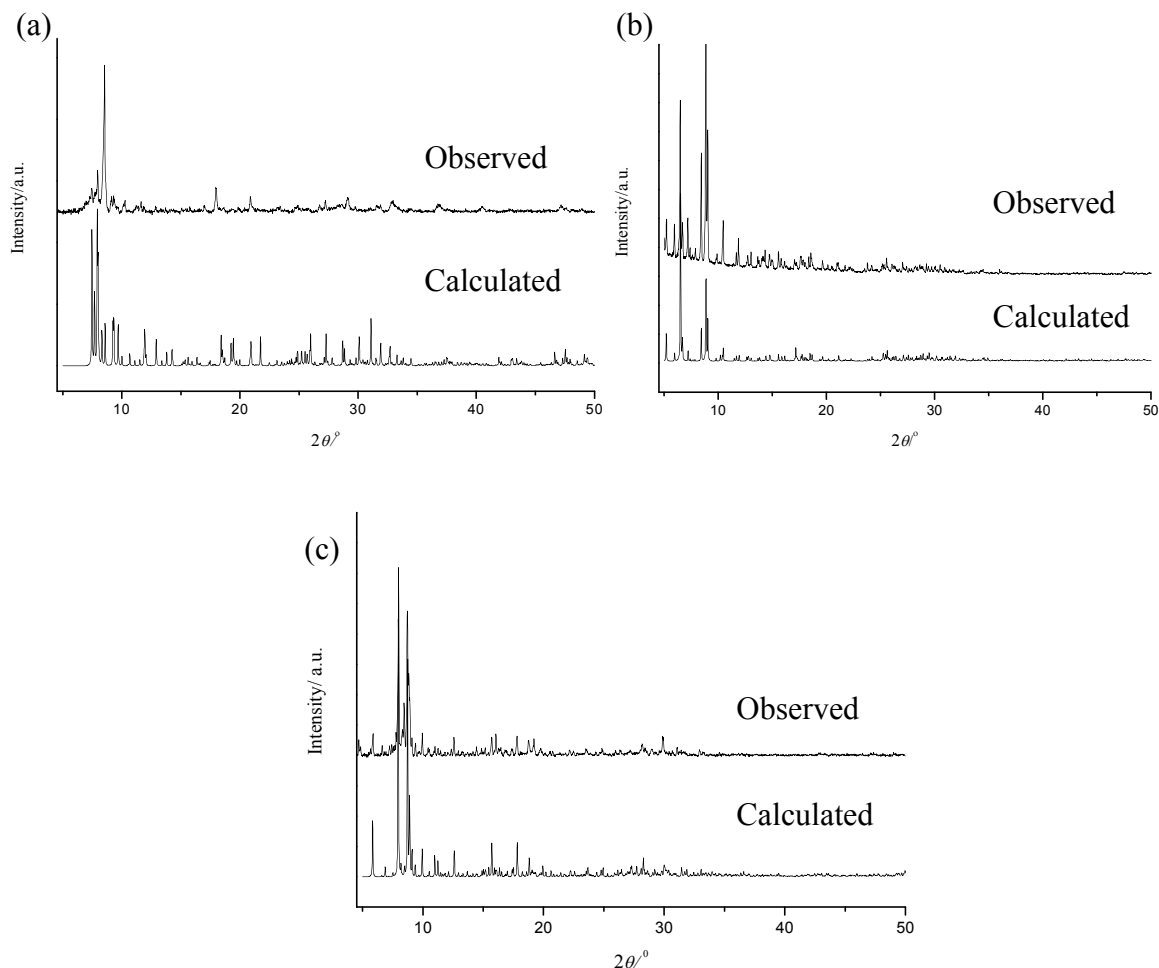 (a)
Observed
Calculated
Intensity/a.u.
10 20 30 40 50
2θ/°
(b)
Observed
Calculated
Intensity/a.u.
10 20 30 40 50
2θ/°
(c)
Observed
Calculated
Intensity/ a.u.
10 20 30 40 50
2θ/⁰